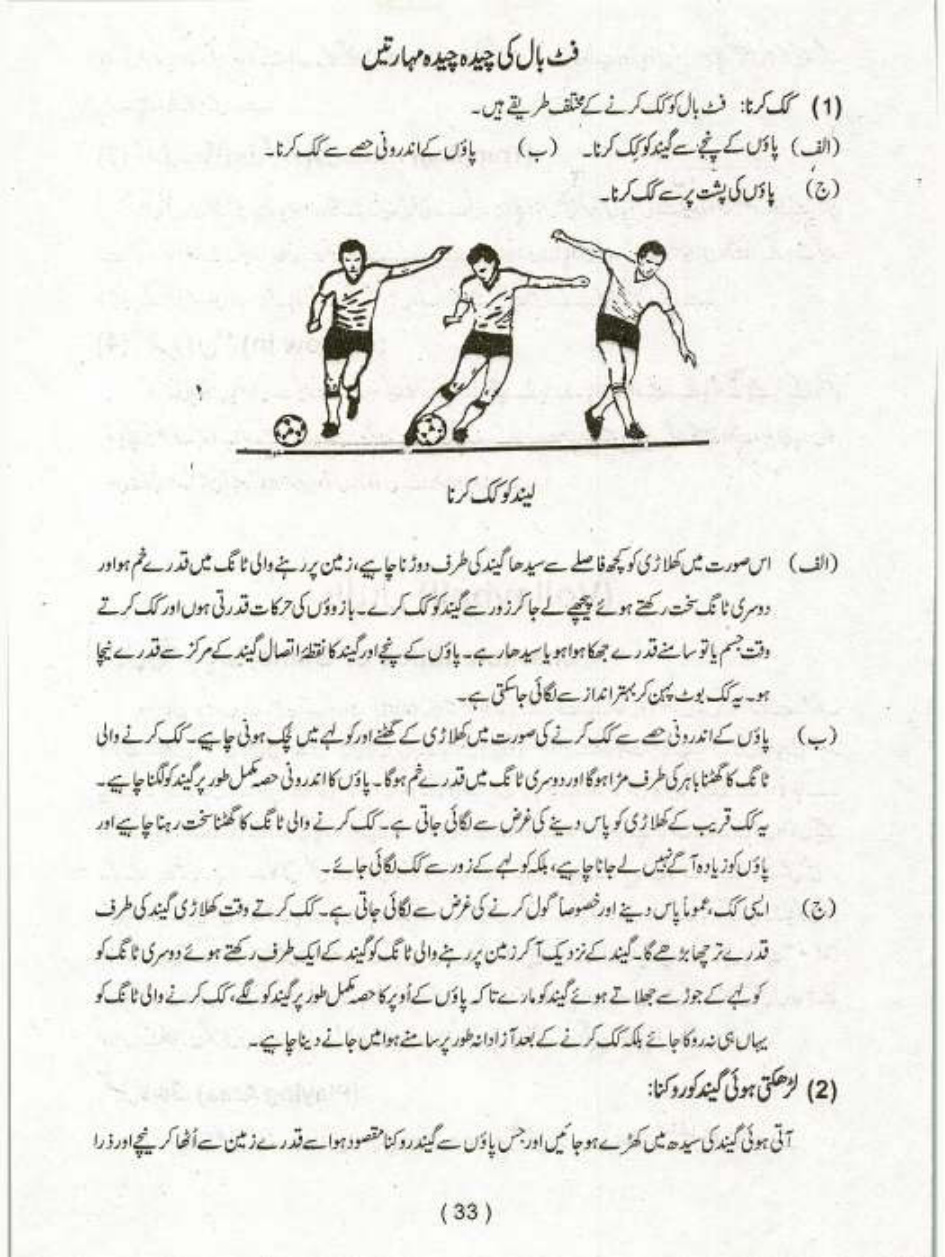 فٹ بال کی چیدہ چیدہ مہارتیں
(1) کک کرنا: فٹ بال کو کک کرنے کے مختلف طریقے ہیں۔
(الف) پاؤں کے پنجے سے گیند کو کک کرنا۔ (ب) پاؤں کے اندرونی حصے سے کک کرنا۔
(ج) پاؤں کی پشت پر سے کک کرنا۔
لیند کو کک کرنا
(الف) اس صورت میں کھلاڑی کو کچھ فاصلے سے سیدھا گیند کی طرف دوڑنا چاہیے، زمین پر رہنے والی ٹانگ میں قدرے خم ہو اور
دوسری ٹانگ سخت رکھتے ہوئے پیچھے لے جا کر زور سے گیند کو کک کرے۔ بازوؤں کی حرکات قدرتی ہوں اور کک کرتے
وقت جسم یا تو سامنے قدرے جھکا ہوا ہو یا سیدھا رہے۔ پاؤں کے پنجے اور گیند کا نقطۂ اتصال گیند کے مرکز سے قدرے نیچا
ہو۔ یہ کک بوٹ پہن کر بہتر انداز سے لگائی جاسکتی ہے۔
(ب) پاؤں کے اندرونی حصے سے کک کرنے کی صورت میں کھلاڑی کے گھٹنے اور کولہے میں لچک ہونی چاہیے۔ کک کرنے والی
ٹانگ کا گھٹنا باہر کی طرف مڑا ہوگا اور دوسری ٹانگ میں قدرے خم ہوگا۔ پاؤں کا اندرونی حصہ مکمل طور پر گیند کو لگنا چاہیے۔
یہ کک قریب کے کھلاڑی کو پاس دینے کی غرض سے لگائی جاتی ہے۔ کک کرنے والی ٹانگ کا گھٹنا سخت رہنا چاہیے اور
پاؤں کو زیادہ آگے نہیں لے جانا چاہیے، بلکہ کولہے کے زور سے کک لگائی جائے۔
(ج) ایسی کک، عموماً پاس دینے اور خصوصاً گول کرنے کی غرض سے لگائی جاتی ہے۔ کک کرتے وقت کھلاڑی گیند کی طرف
قدرے ترچھا بڑھے گا۔ گیند کے نزدیک آ کر زمین پر رہنے والی ٹانگ کو گیند کے ایک طرف رکھتے ہوئے دوسری ٹانگ کو
کولہے کے جوڑ سے جھلاتے ہوئے گیند کو مارے تاکہ پاؤں کے اُوپر کا حصہ مکمل طور پر گیند کو لگے، کک کرنے والی ٹانگ کو
یہاں ہی نہ روکا جائے بلکہ کک کرنے کے بعد آزادانہ طور پر سامنے ہوا میں جانے دینا چاہیے۔
(2) لڑھکتی ہوئی گیند کو روکنا:
آتی ہوئی گیند کی سیدھ میں کھڑے ہو جائیں اور جس پاؤں سے گیند روکنا مقصود ہو اسے قدرے زمین سے اُٹھا کر نیچے اور ذرا
(33)